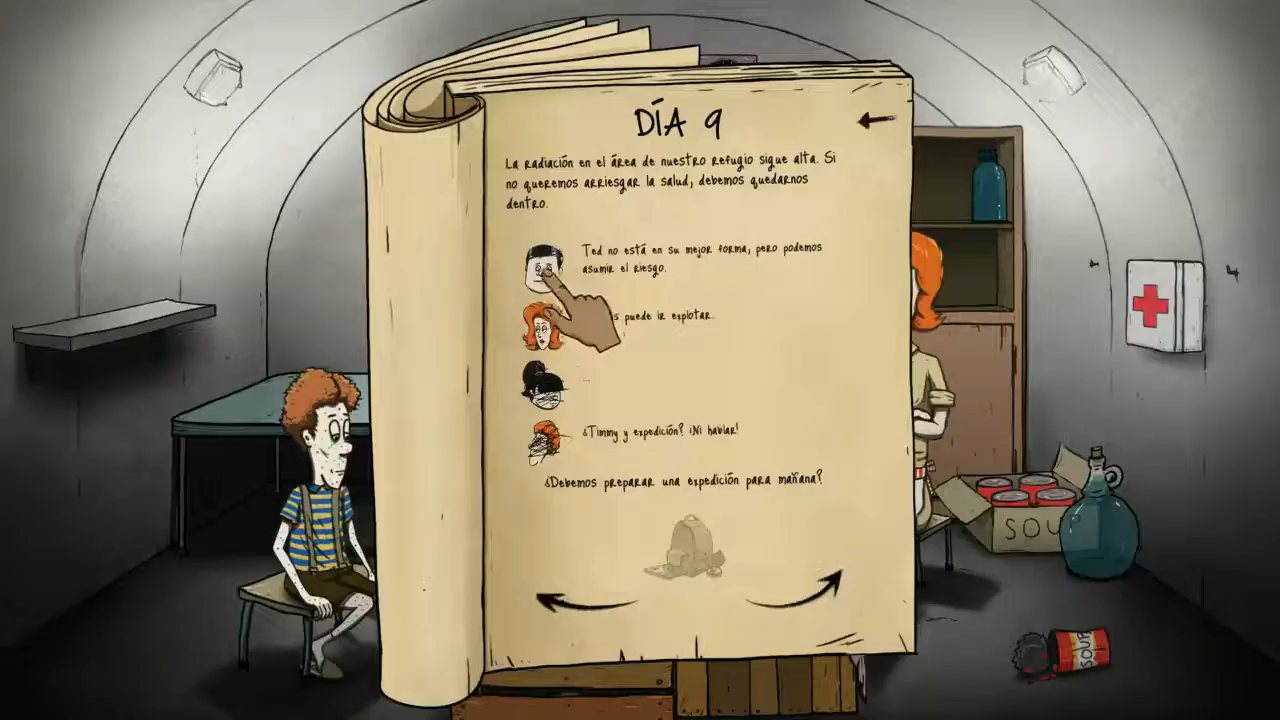 DÍA 9
La radiación en el área de nuestro refugio sigue alta. Si
no queremos arriesgar la salud, debemos quedarnos
dentro.
Ted no está en su mejor forma, pero podemos
asumir el riesgo.
puede ir explotar.
...
¿Timmy y expedición? ¡Ni hablar!
¿Debemos preparar una expedición para mañana?
SOU
SOUP